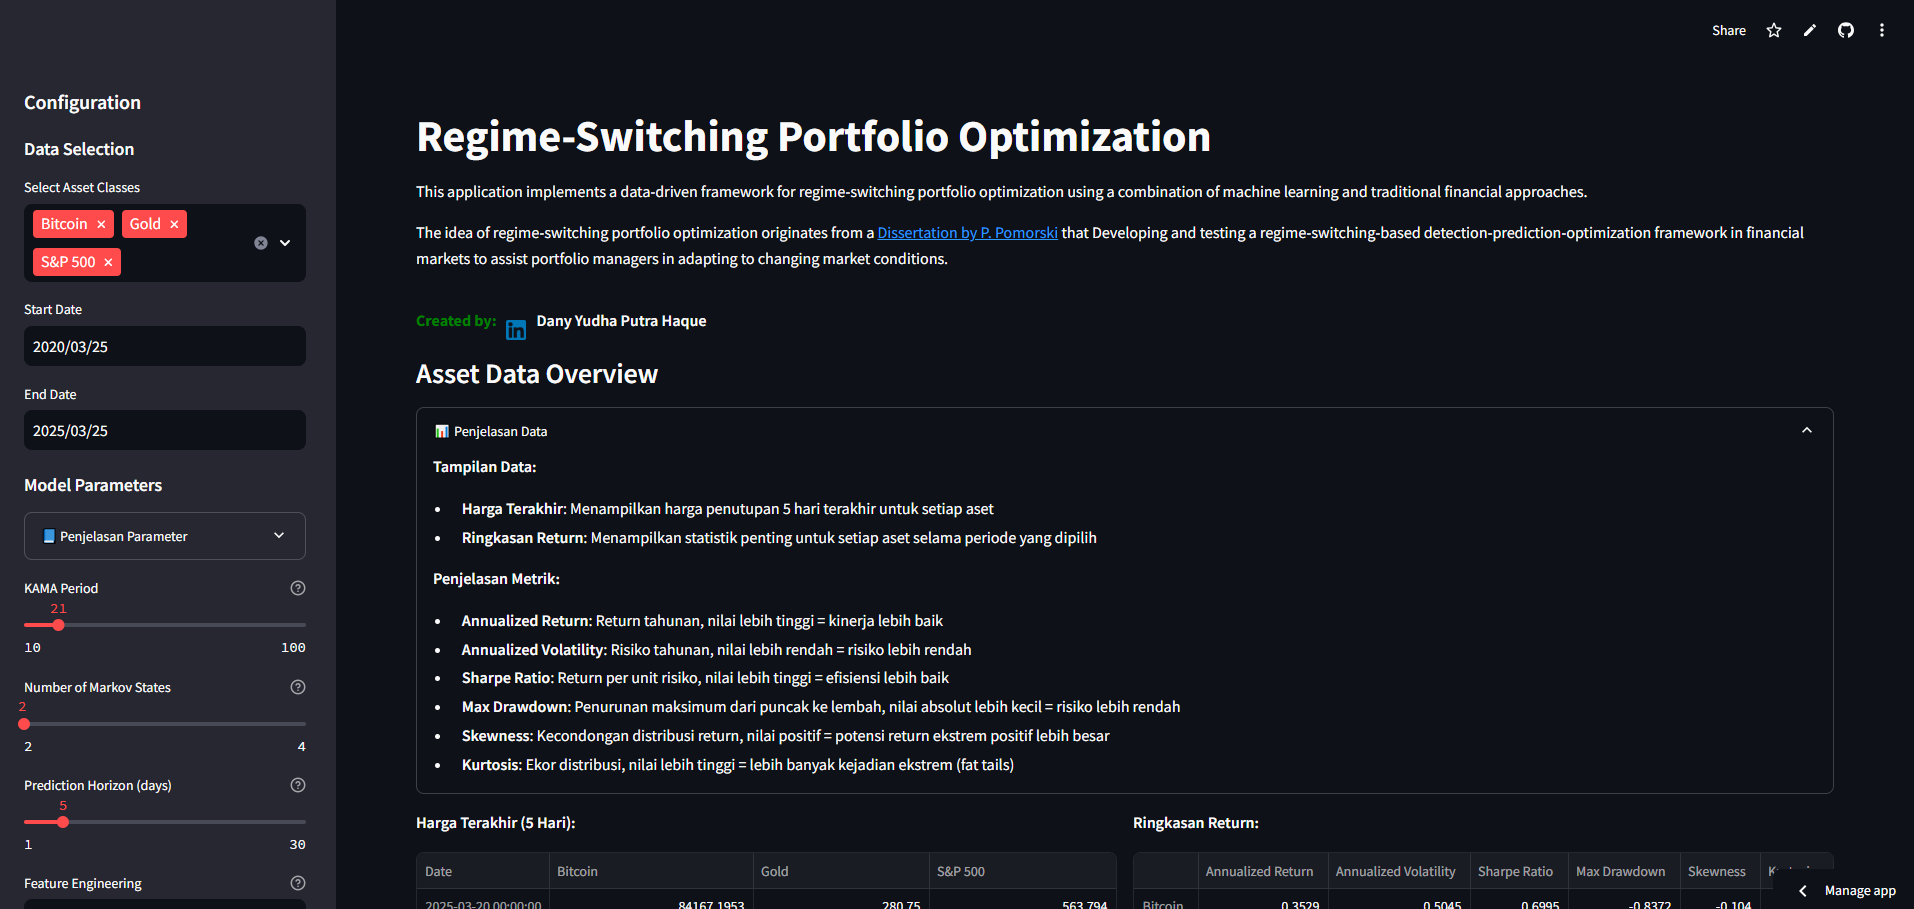 Share
Configuration
Data Selection
Select Asset Classes
Bitcoin × Gold ×
S&P 500 ×
Start Date
2020/03/25
End Date
2025/03/25
Model Parameters
📘 Penjelasan Parameter
KAMA Period
21
10 100
Number of Markov States
2
2 4
Prediction Horizon (days)
5
1 30
Feature Engineering
Regime-Switching Portfolio Optimization
This application implements a data-driven framework for regime-switching portfolio optimization using a combination of machine learning and traditional financial approaches.
The idea of regime-switching portfolio optimization originates from a Dissertation by P. Pomorski that Developing and testing a regime-switching-based detection-prediction-optimization framework in financial
markets to assist portfolio managers in adapting to changing market conditions.
Created by: in Dany Yudha Putra Haque
Asset Data Overview
📊 Penjelasan Data
Tampilan Data:
• Harga Terakhir: Menampilkan harga penutupan 5 hari terakhir untuk setiap aset
• Ringkasan Return: Menampilkan statistik penting untuk setiap aset selama periode yang dipilih
Penjelasan Metrik:
• Annualized Return: Return tahunan, nilai lebih tinggi = kinerja lebih baik
• Annualized Volatility: Risiko tahunan, nilai lebih rendah = risiko lebih rendah
• Sharpe Ratio: Return per unit risiko, nilai lebih tinggi = efisiensi lebih baik
• Max Drawdown: Penurunan maksimum dari puncak ke lembah, nilai absolut lebih kecil = risiko lebih rendah
• Skewness: Kecondongan distribusi return, nilai positif = potensi return ekstrem positif lebih besar
• Kurtosis: Ekor distribusi, nilai lebih tinggi = lebih banyak kejadian ekstrem (fat tails)
Harga Terakhir (5 Hari):
Date Bitcoin Gold S&P 500
2025-03-20 00:00:00 84167.1953 280.75 563.794
Ringkasan Return:
Annualized Return Annualized Volatility Sharpe Ratio Max Drawdown Skewness
Bitcoin 0.3529 0.5045 0.6995 -0.8372 -0.104
Manage app